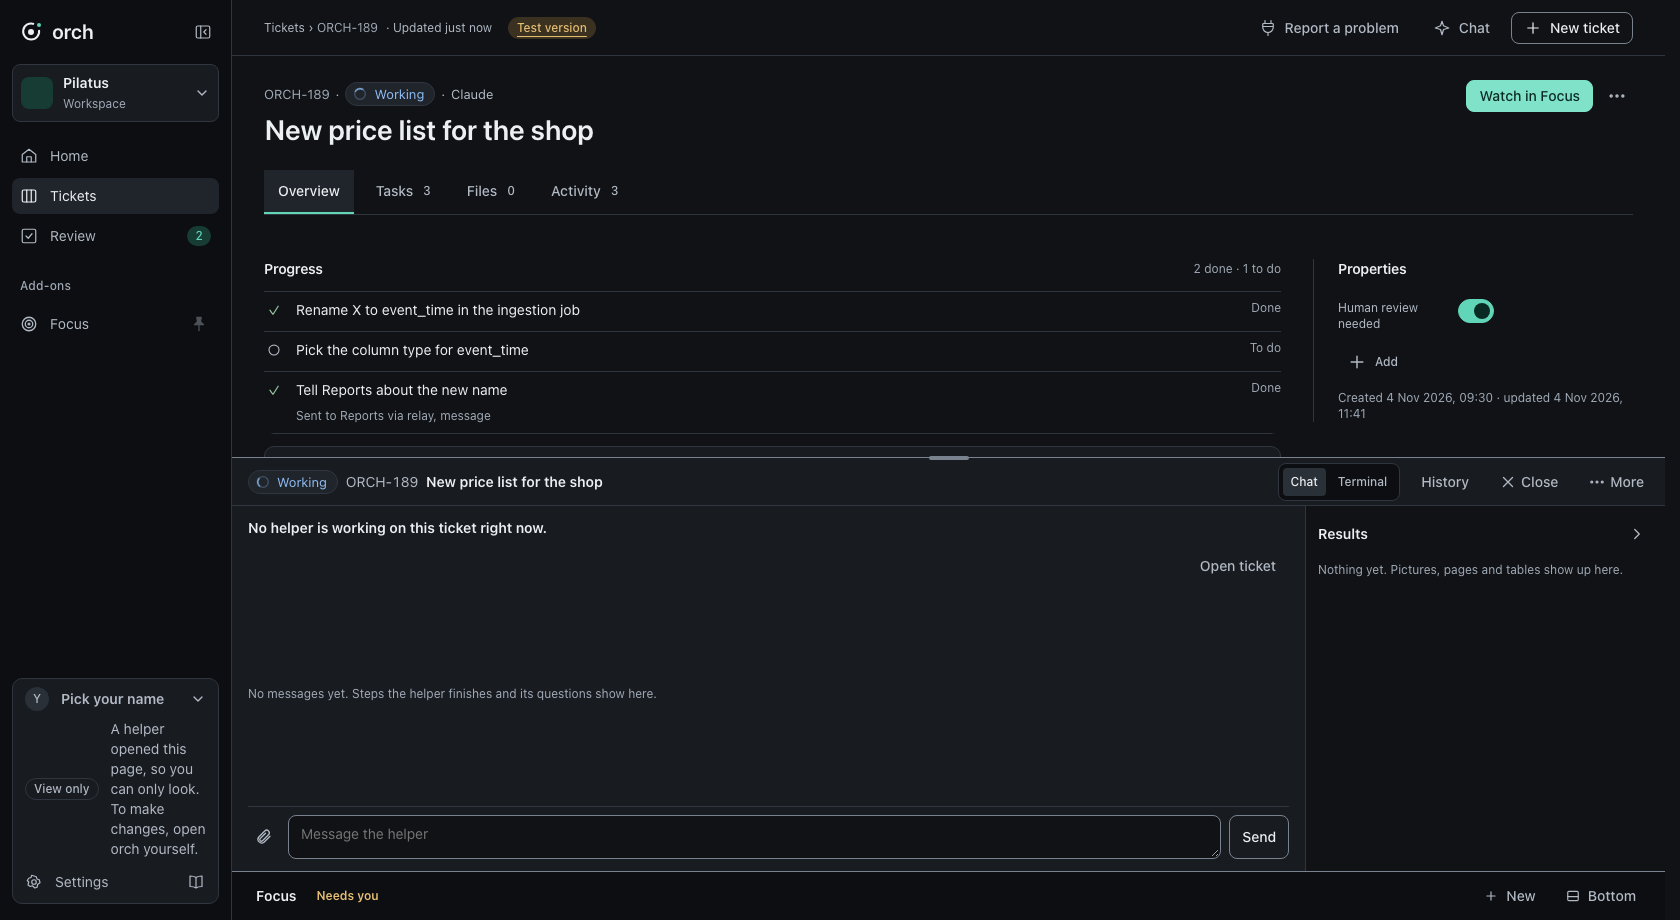 orch
Pilatus
Workspace
Home
Tickets
Review 2
Add-ons
Focus
Y Pick your name
View only
A helper
opened this
page, so you
can only look.
To make
changes, open
orch yourself.
Settings
Tickets › ORCH-189 · Updated just now Test version
Report a problem Chat New ticket
ORCH-189 · Working · Claude
New price list for the shop
Watch in Focus
Overview Tasks 3 Files 0 Activity 3
Progress 2 done · 1 to do
Rename X to event_time in the ingestion job Done
Pick the column type for event_time To do
Tell Reports about the new name Done
Sent to Reports via relay, message
Properties
Human review
needed
Add
Created 4 Nov 2026, 09:30 · updated 4 Nov 2026,
11:41
Working ORCH-189 New price list for the shop
Chat Terminal History Close More
No helper is working on this ticket right now.
Open ticket
No messages yet. Steps the helper finishes and its questions show here.
Message the helper
Send
Results
Nothing yet. Pictures, pages and tables show up here.
Focus Needs you
New Bottom